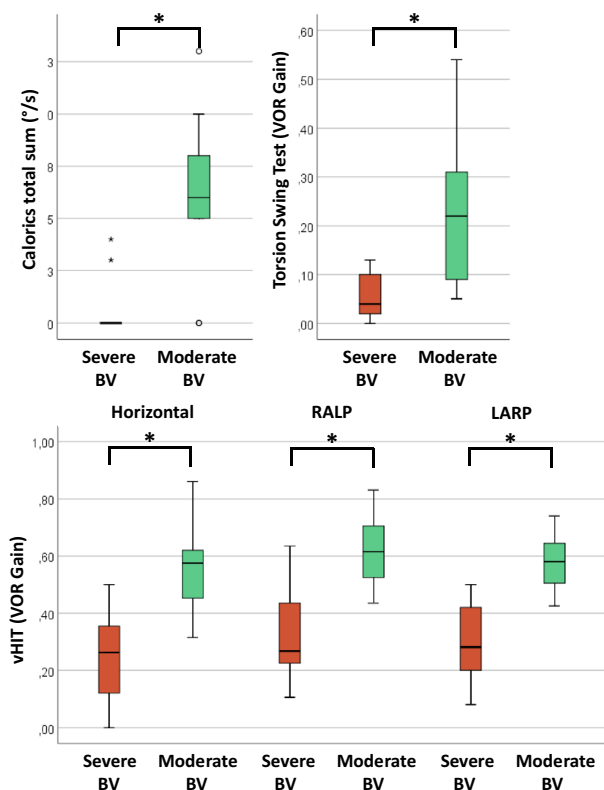 *
3
0
8
5
3
0
*
*
Calorics total sum (°/s)
Severe BV
Moderate BV
*
,60
,50
,40
,30
,20
,10
,00
Torsion Swing Test (VOR Gain)
Severe BV
Moderate BV
Horizontal RALP LARP
* * *
1,00
,80
,60
,40
,20
,00
vHIT (VOR Gain)
Severe Moderate Severe Moderate Severe Moderate
BV BV BV BV BV BV